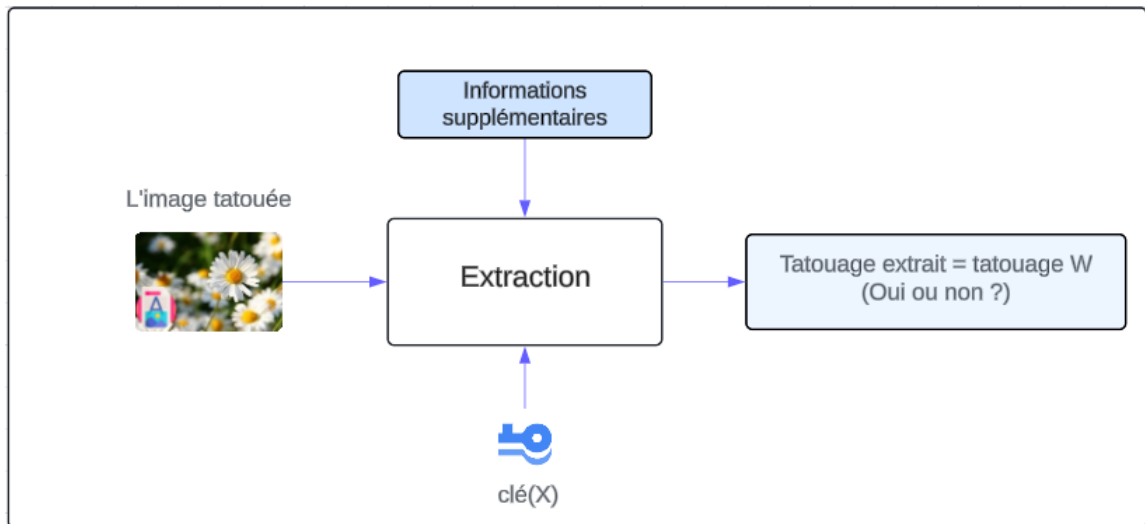 Informations
supplémentaires
L'image tatouée
Extraction
Tatouage extrait = tatouage W
(Oui ou non ?)
clé(X)